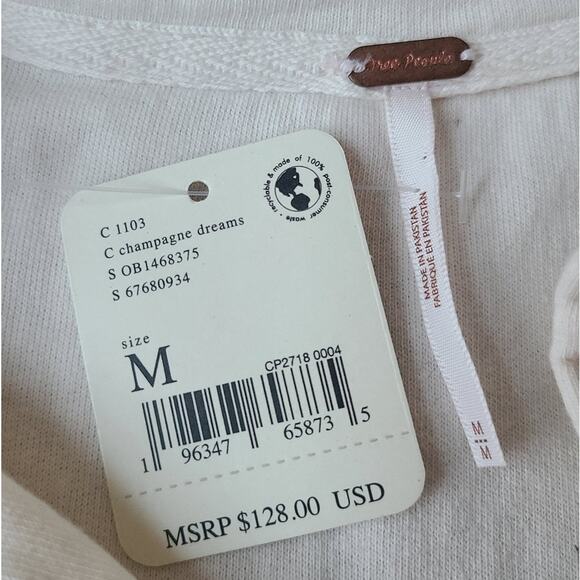 Free People
recyclable & made of 100% post-consumer waste •
C 1103
C champagne dreams
S OB1468375
S 67680934
size
M
CP2718 0004
1 96347 65873 5
MSRP $128.00 USD
MADE IN PAKISTAN
FABRIQUÉ EN PAKISTAN
M
M